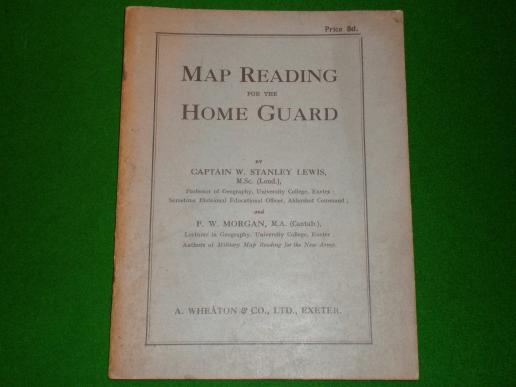 Price 8d.
MAP READING
FOR THE
HOME GUARD
BY
CAPTAIN W. STANLEY LEWIS,
M.Sc. (Lond.),
Professor of Geography, University College, Exeter ;
Sometime Divisional Educational Officer, Aldershot Command ;
and
F. W. MORGAN, M.A. (Cantab.),
Lecturer in Geography, University College, Exeter ;
Authors of Military Map Reading for the New Army.
A. WHEATON & CO., LTD., EXETER.